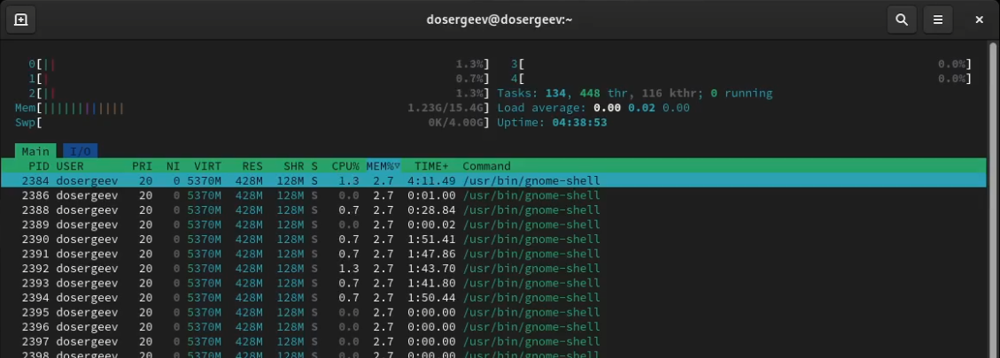 dosergeev@dosergeev:~
0[|| 1.3%] 3[ 0.0%]
1[| 0.7%] 4[ 0.0%]
2[|| 1.3%] Tasks: 134, 448 thr, 116 kthr; 0 running
Mem[||||||||||||| 1.23G/15.4G] Load average: 0.00 0.02 0.00
Swp[ 0K/4.00G] Uptime: 04:38:53
Main I/O
PID USER PRI NI VIRT RES SHR S CPU% MEM%▽ TIME+ Command
2384 dosergeev 20 0 5370M 428M 128M S 1.3 2.7 4:11.49 /usr/bin/gnome-shell
2386 dosergeev 20 0 5370M 428M 128M S 0.0 2.7 0:01.00 /usr/bin/gnome-shell
2388 dosergeev 20 0 5370M 428M 128M S 0.7 2.7 0:28.84 /usr/bin/gnome-shell
2389 dosergeev 20 0 5370M 428M 128M S 0.0 2.7 0:00.02 /usr/bin/gnome-shell
2390 dosergeev 20 0 5370M 428M 128M S 0.7 2.7 1:51.41 /usr/bin/gnome-shell
2391 dosergeev 20 0 5370M 428M 128M S 0.7 2.7 1:47.86 /usr/bin/gnome-shell
2392 dosergeev 20 0 5370M 428M 128M S 1.3 2.7 1:43.70 /usr/bin/gnome-shell
2393 dosergeev 20 0 5370M 428M 128M S 0.7 2.7 1:41.80 /usr/bin/gnome-shell
2394 dosergeev 20 0 5370M 428M 128M S 0.7 2.7 1:50.44 /usr/bin/gnome-shell
2395 dosergeev 20 0 5370M 428M 128M S 0.0 2.7 0:00.00 /usr/bin/gnome-shell
2396 dosergeev 20 0 5370M 428M 128M S 0.0 2.7 0:00.00 /usr/bin/gnome-shell
2397 dosergeev 20 0 5370M 428M 128M S 0.0 2.7 0:00.00 /usr/bin/gnome-shell
2398 dosergeev 20 0 5370M 428M 128M S 0.0 2.7 0:00.00 /usr/bin/gnome-shell